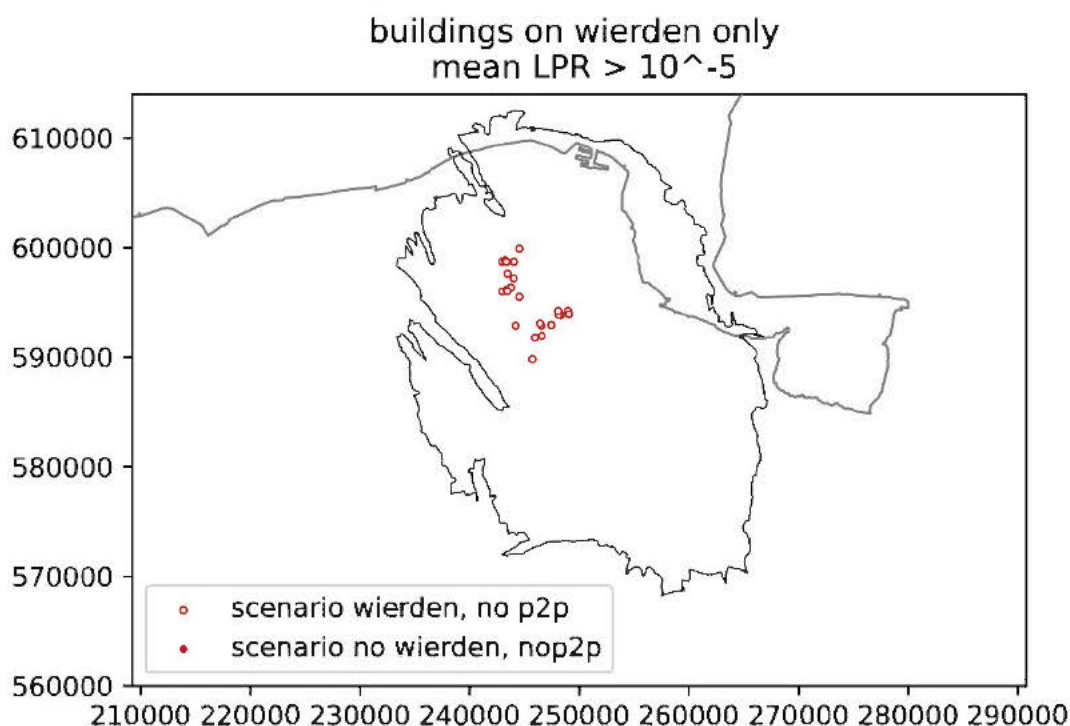 buildings on wierden only
mean LPR > 10^-5
610000
600000
590000
580000
570000
560000
scenario wierden, no p2p
scenario no wierden, nop2p
210000 220000 230000 240000 250000 260000 270000 280000 290000